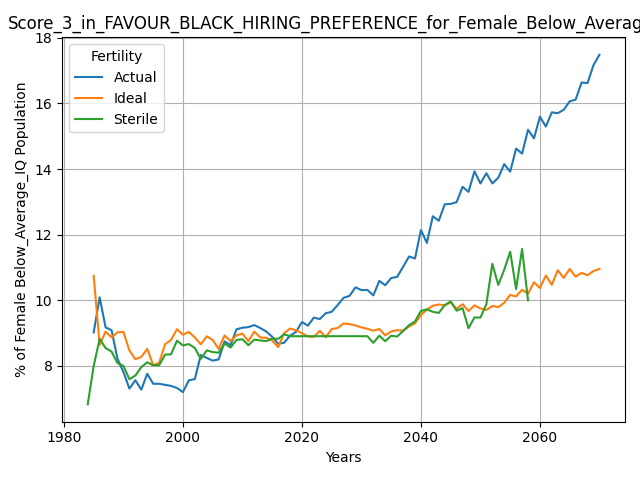 Score_3_in_FAVOUR_BLACK_HIRING_PREFERENCE_for_Female_Below_Averag
Fertility
Actual
Ideal
Sterile
% of Female Below_Average_IQ Population
18
16
14
12
10
8
1980 2000 2020 2040 2060
Years